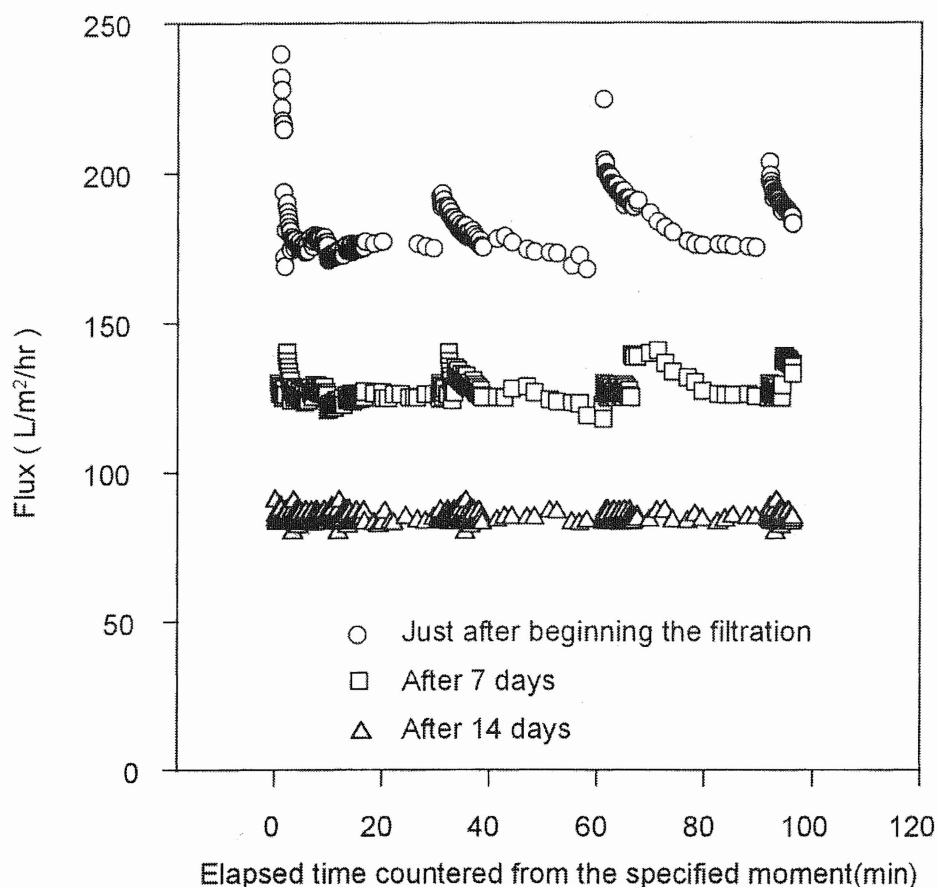 250
200
150
100
50
0
Flux ( L/m²/hr )
○ Just after beginning the filtration
□ After 7 days
△ After 14 days
0 20 40 60 80 100 120
Elapsed time countered from the specified moment(min)